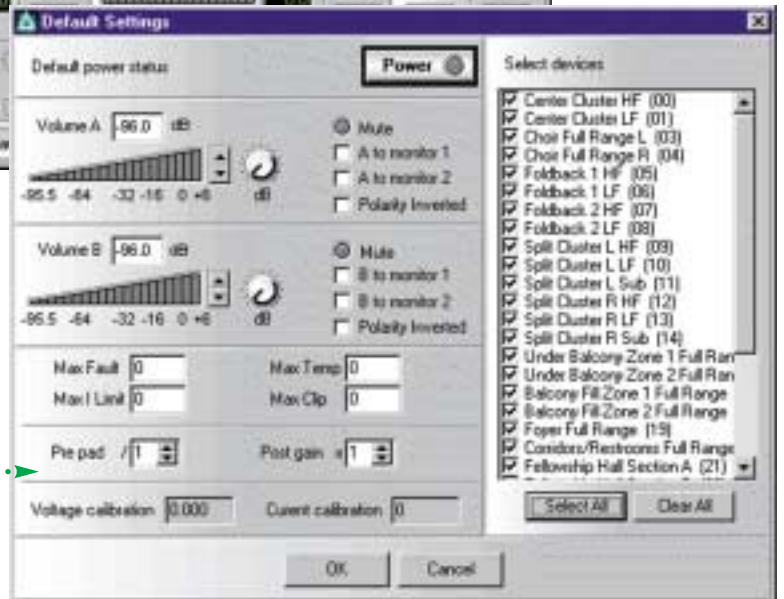 Default Settings
Default power status
Power
Volume A -96.0 dB
Mute
A to monitor 1
A to monitor 2
Polarity Inverted
-95.5 -64 -32 -16 0 +6 dB
Volume B -96.0 dB
Mute
B to monitor 1
B to monitor 2
Polarity Inverted
-95.5 -64 -32 -16 0 +6 dB
Max Fault 0 Max Temp 0
Max I Limit 0 Max Clip 0
Pre pad / 1 Post gain x 1
Voltage calibration 0.000 Current calibration 0
OK Cancel
Select devices
Center Cluster HF (00)
Center Cluster LF (01)
Choir Full Range L (03)
Choir Full Range R (04)
Foldback 1 HF (05)
Foldback 1 LF (06)
Foldback 2 HF (07)
Foldback 2 LF (08)
Split Cluster L HF (09)
Split Cluster L LF (10)
Split Cluster L Sub (11)
Split Cluster R HF (12)
Split Cluster R LF (13)
Split Cluster R Sub (14)
Under Balcony Zone 1 Full Ran
Under Balcony Zone 2 Full Ran
Balcony Fill Zone 1 Full Range
Balcony Fill Zone 2 Full Range
Foyer Full Range (19)
Corridors/Restrooms Full Range
Fellowship Hall Section A (21)
Select All Clear All